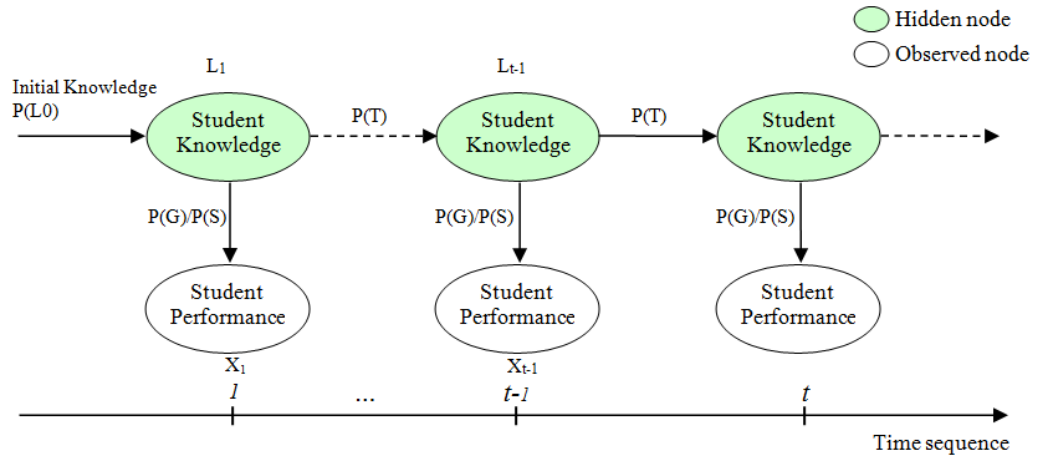 Hidden node
Observed node
L1
Lt-1
Initial Knowledge
P(L0)
Student
Knowledge
P(T)
Student
Knowledge
P(T)
Student
Knowledge
P(G)/P(S)
P(G)/P(S)
P(G)/P(S)
Student
Performance
Student
Performance
Student
Performance
X1
Xt-1
1
...
t-1
t
Time sequence